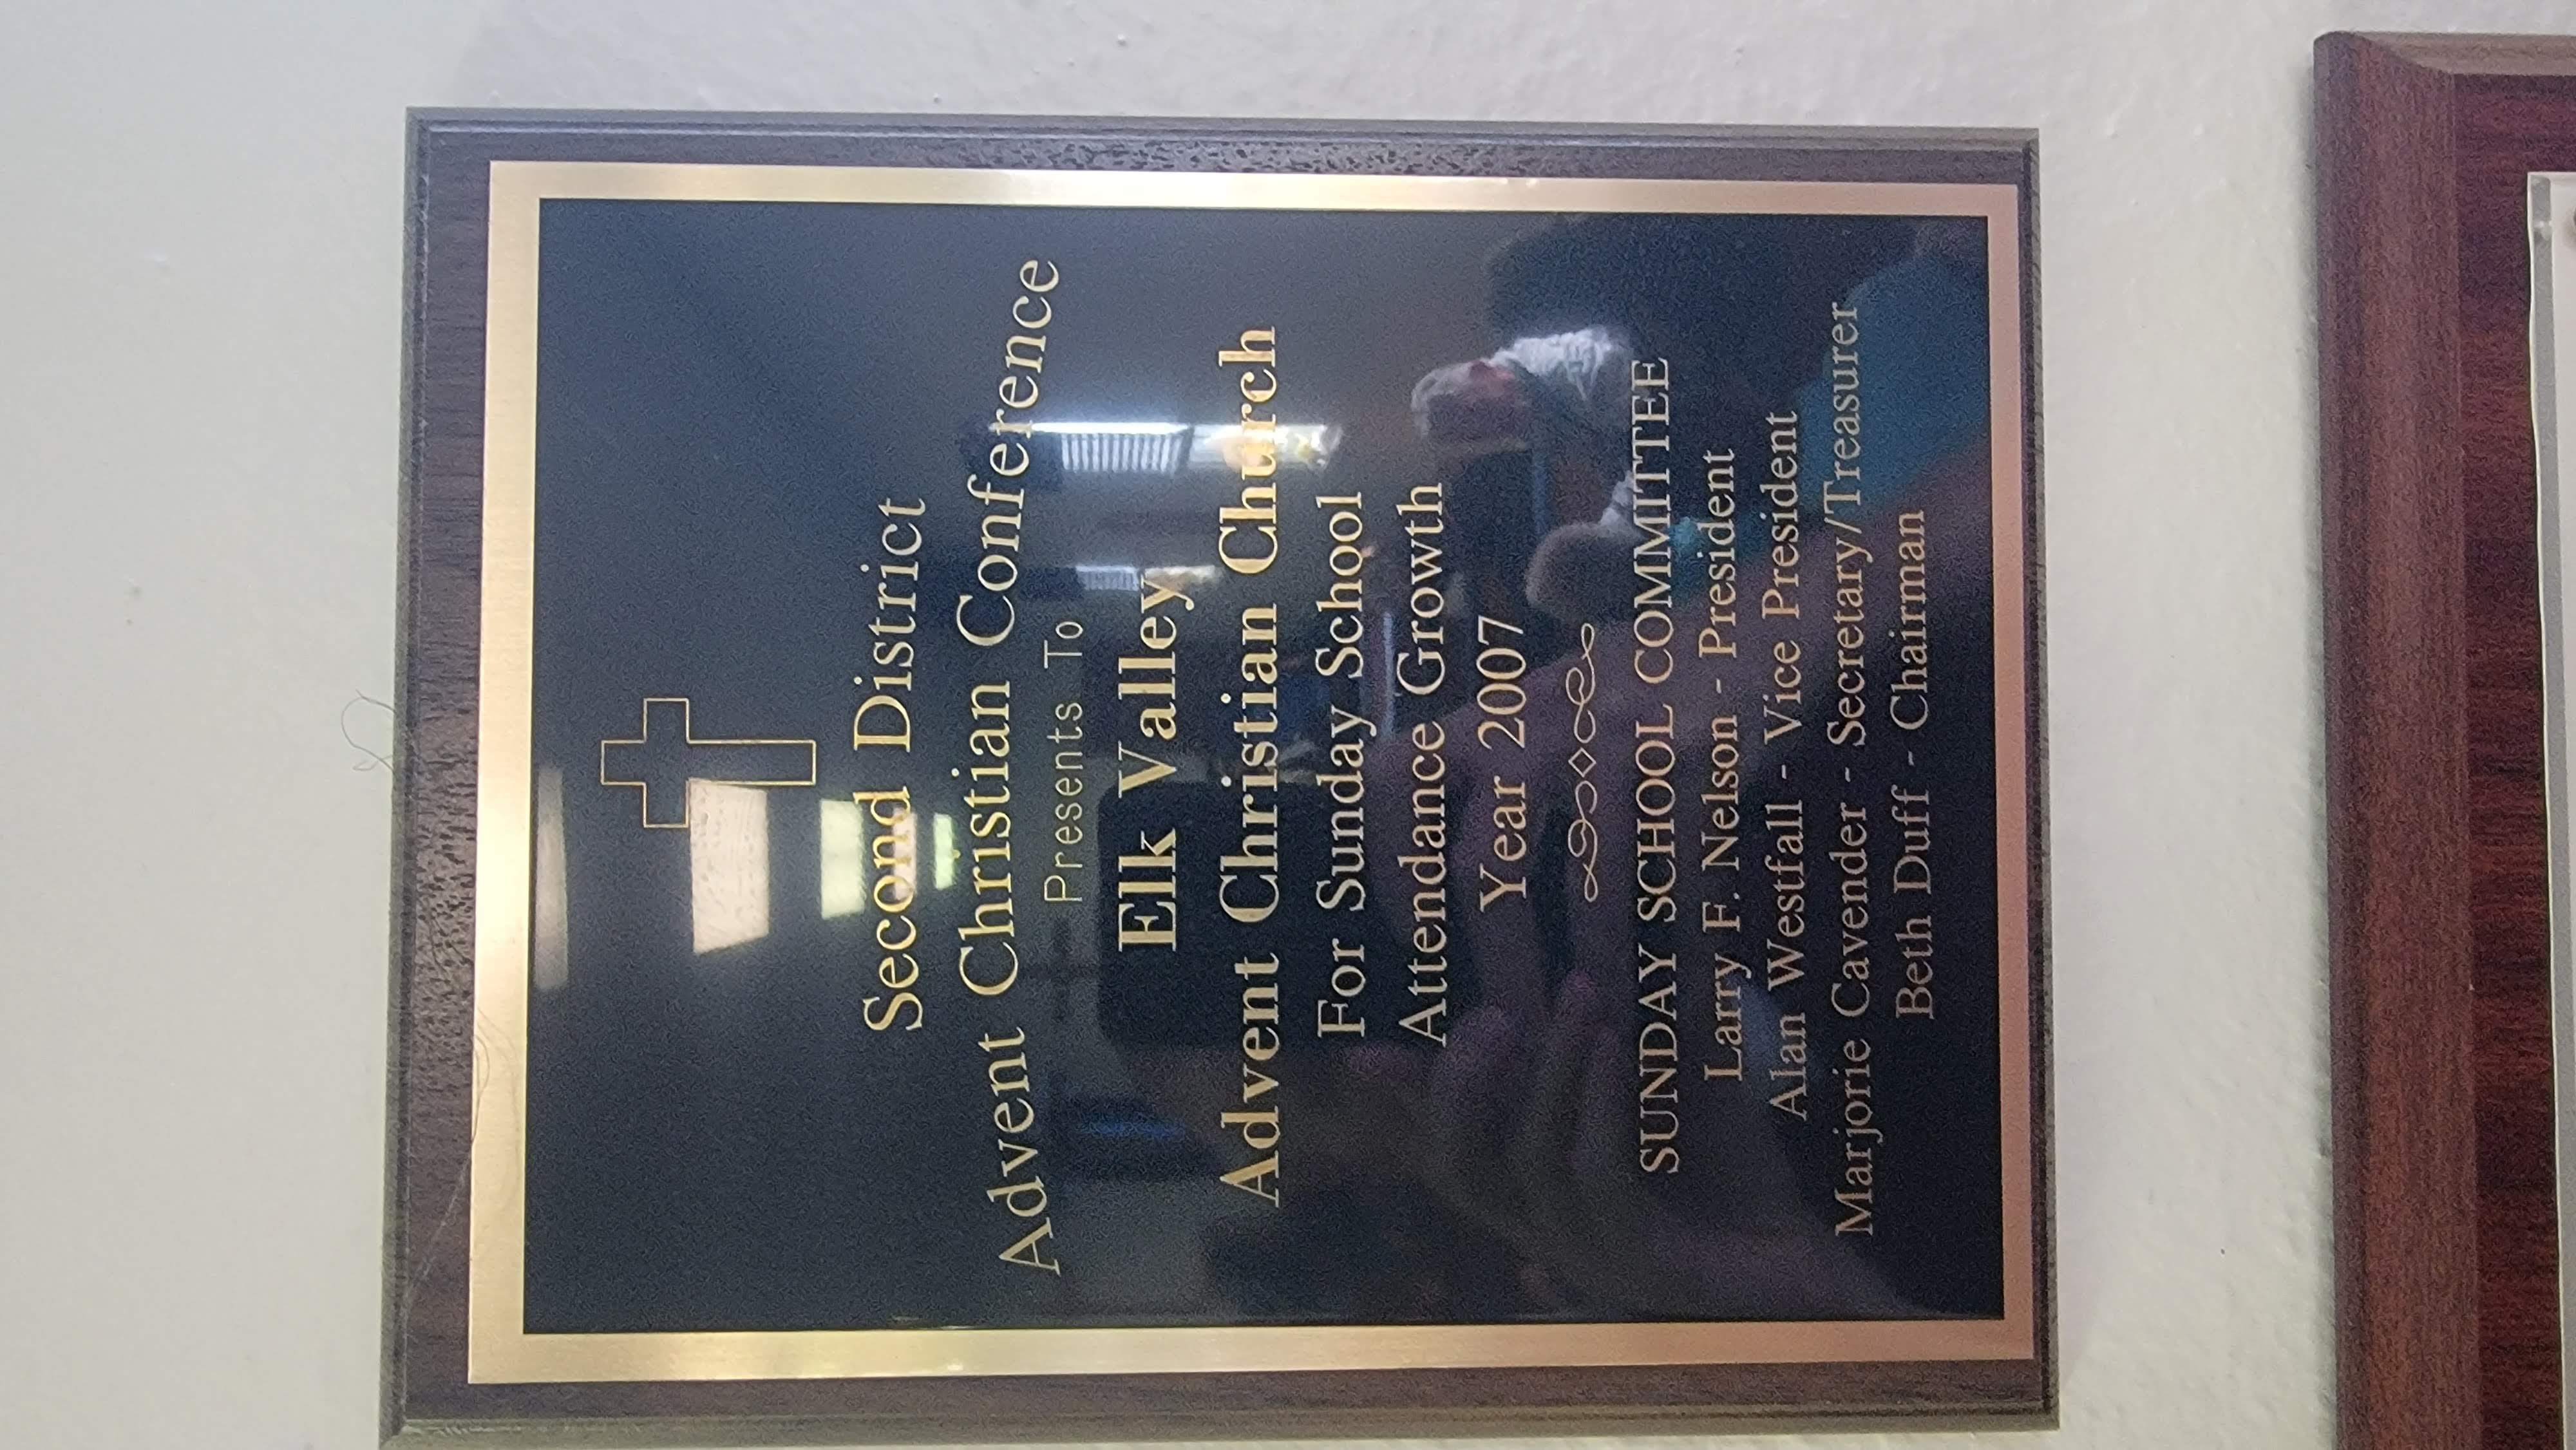 Second District
Advent Christian Conference
Presents To
Elk Valley
Advent Christian Church
For Sunday School
Attendance Growth
Year 2007
SUNDAY SCHOOL COMMITTEE
Larry F. Nelson - President
Alan Westfall - Vice President
Marjorie Cavender - Secretary/Treasurer
Beth Duff - Chairman